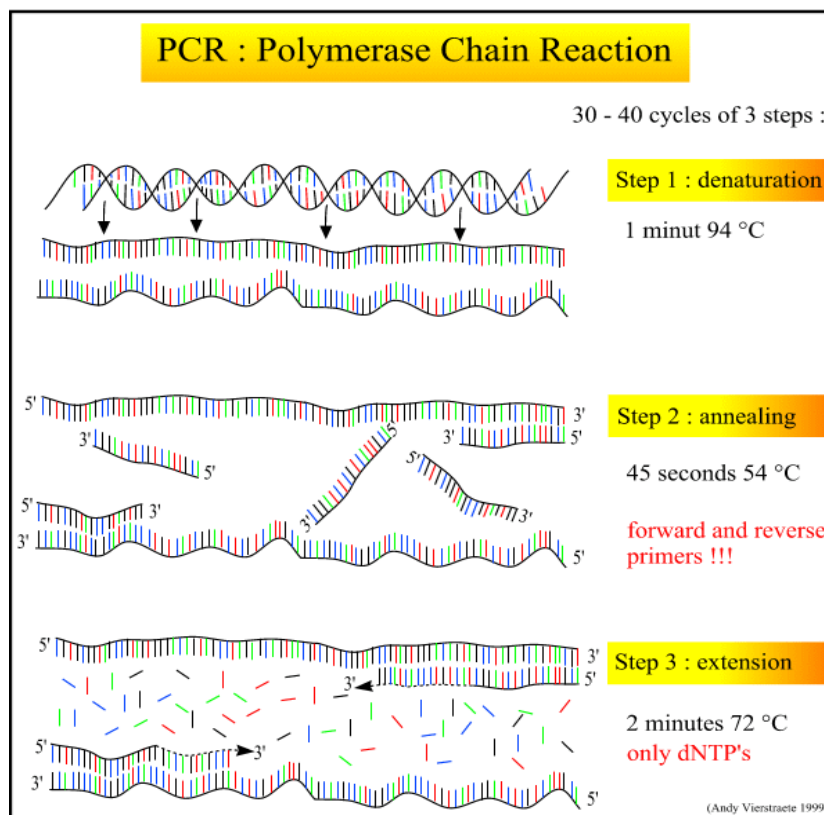 PCR : Polymerase Chain Reaction
30 - 40 cycles of 3 steps :
Step 1 : denaturation
1 minut 94 °C
5'
3'
Step 2 : annealing
3'
5'
5'
3'
5'
5'
45 seconds 54 °C
5'
3'
3'
3'
forward and reverse
3'
5'
primers !!!
5'
3'
Step 3 : extension
3'
5'
2 minutes 72 °C
5'
3'
only dNTP's
3'
5'
(Andy Vierstraete 1999